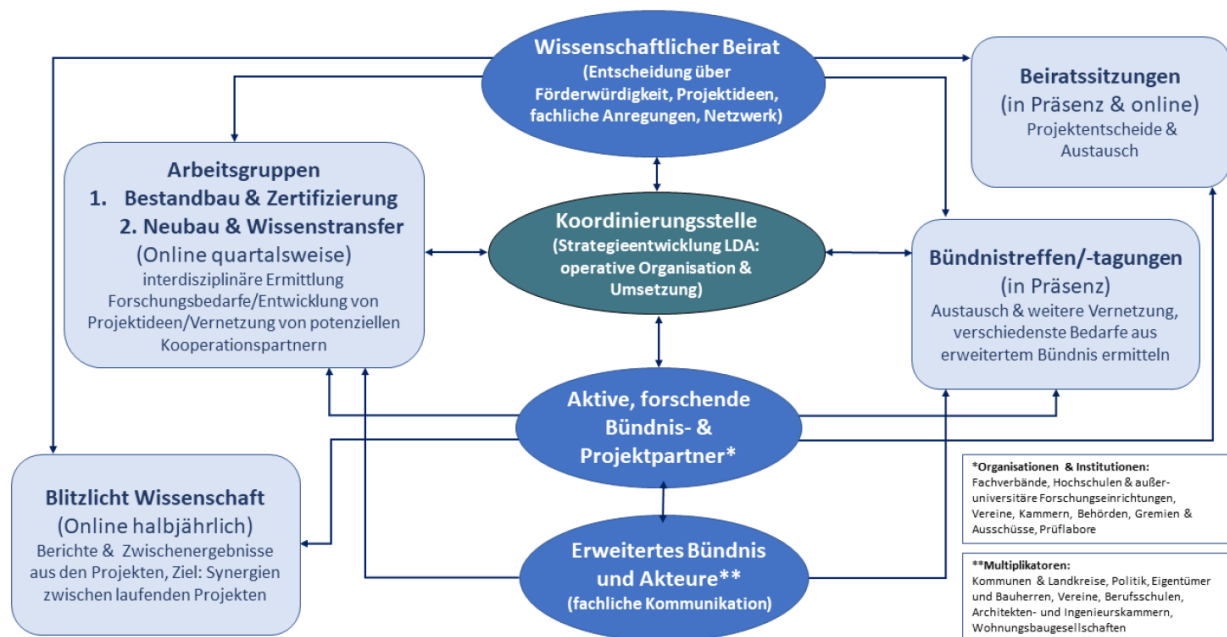 Wissenschaftlicher Beirat
(Entscheidung über
Förderwürdigkeit, Projektideen,
fachliche Anregungen, Netzwerk)
Beiratssitzungen
(in Präsenz & online)
Projektentscheide &
Austausch
Arbeitsgruppen
1. Bestandbau & Zertifizierung
2. Neubau & Wissenstransfer
(Online quartalsweise)
interdisziplinäre Ermittlung
Forschungsbedarfe/Entwicklung von
Projektideen/Vernetzung von potenziellen
Kooperationspartnern
Koordinierungsstelle
(Strategieentwicklung LDA:
operative Organisation &
Umsetzung)
Bündnistreffen/-tagungen
(in Präsenz)
Austausch & weitere Vernetzung,
verschiedenste Bedarfe aus
erweitertem Bündnis ermitteln
Aktive, forschende
Bündnis- &
Projektpartner*
Blitzlicht Wissenschaft
(Online halbjährlich)
Berichte & Zwischenergebnisse
aus den Projekten, Ziel: Synergien
zwischen laufenden Projekten
Erweitertes Bündnis
und Akteure**
(fachliche Kommunikation)
*Organisationen & Institutionen:
Fachverbände, Hochschulen & außer-
universitäre Forschungseinrichtungen,
Vereine, Kammern, Behörden, Gremien &
Ausschüsse, Prüflabore
**Multiplikatoren:
Kommunen & Landkreise, Politik, Eigentümer
und Bauherren, Vereine, Berufsschulen,
Architekten- und Ingenieurskammern,
Wohnungsbaugesellschaften